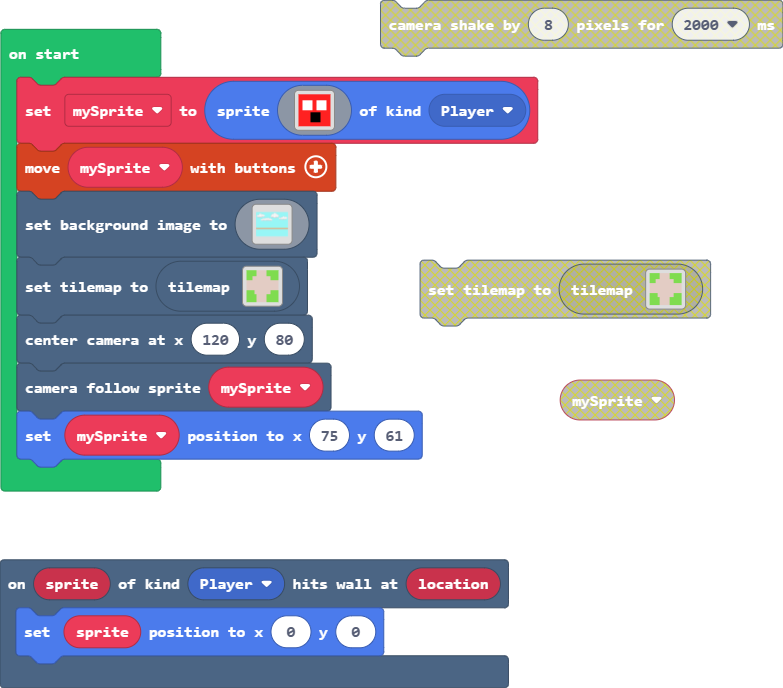 camera shake by 8 pixels for 2000 ms
on start
set mySprite to sprite of kind Player
move mySprite with buttons
set background image to
set tilemap to tilemap
set tilemap to tilemap
center camera at x 120 y 80
camera follow sprite mySprite
mySprite
set mySprite position to x 75 y 61
on sprite of kind Player hits wall at location
set sprite position to x 0 y 0